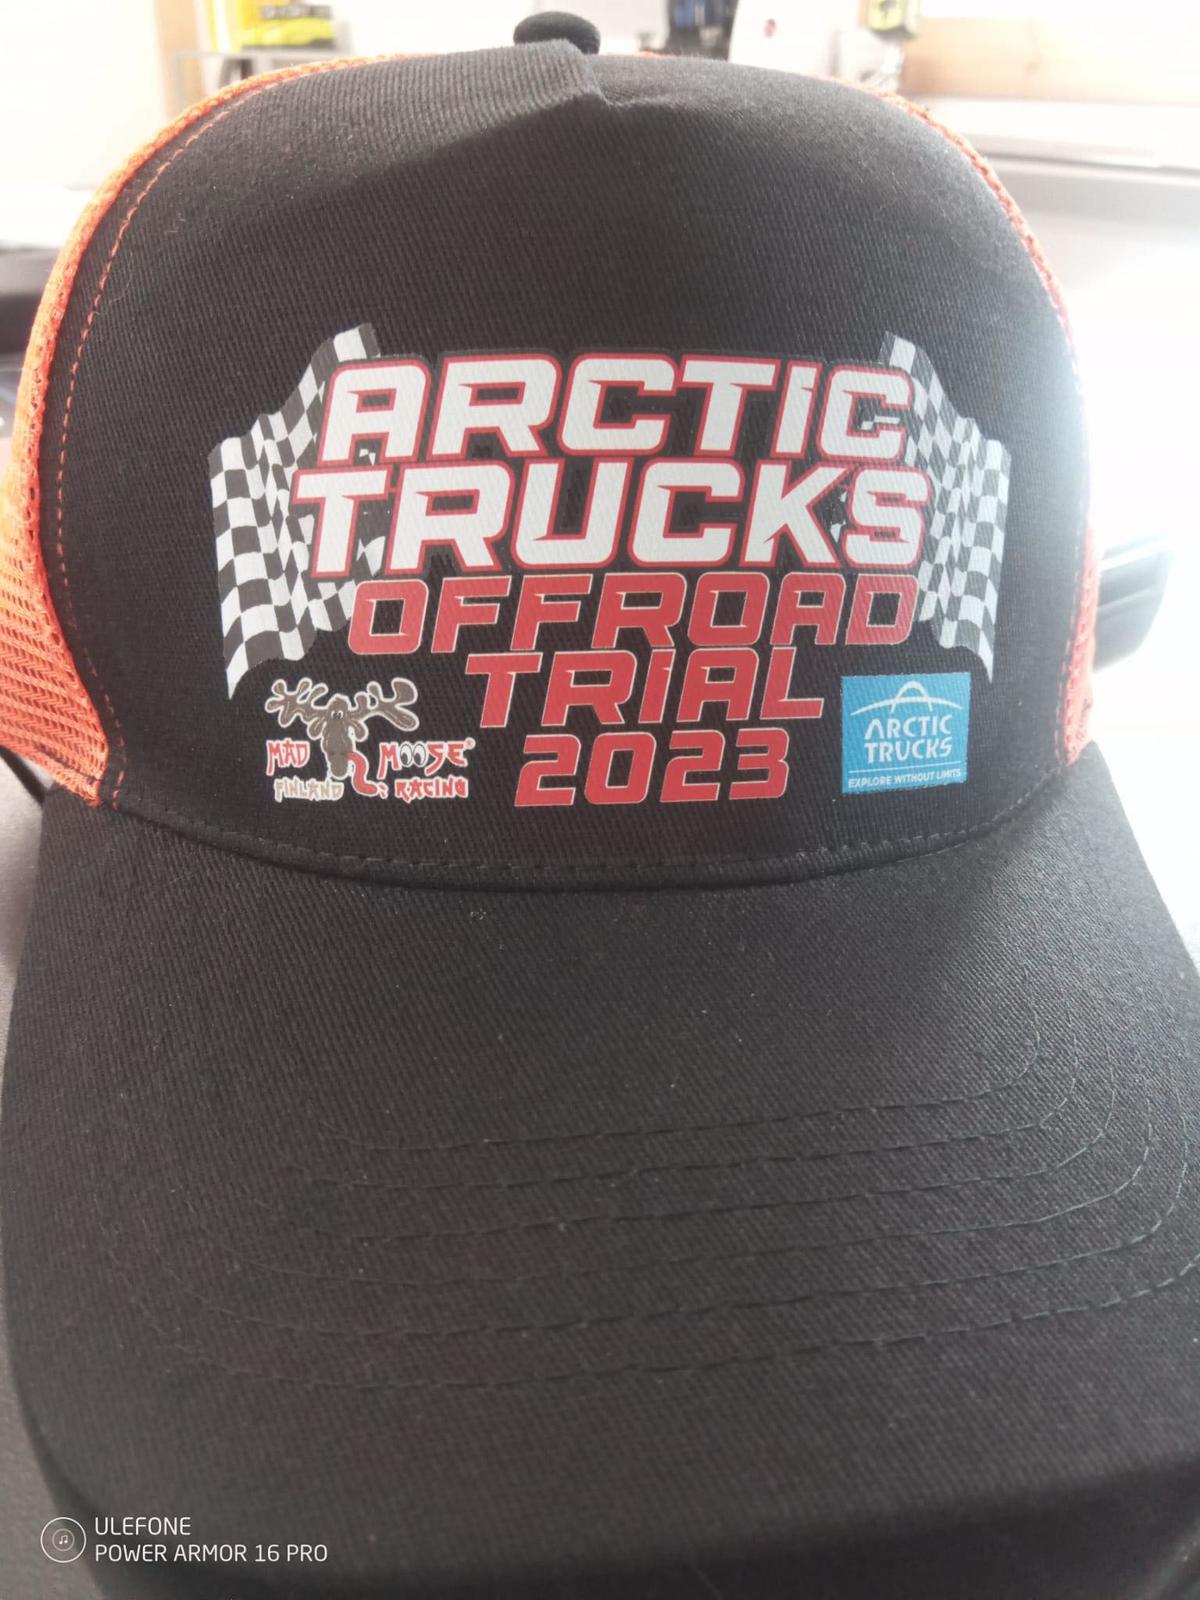 ARCTIC
TRUCKS
OFFROAD
TRIAL
2023
MAD MOOSE®
FINLAND RACING
ARCTIC
TRUCKS
EXPLORE WITHOUT LIMITS
ULEFONE
POWER ARMOR 16 PRO